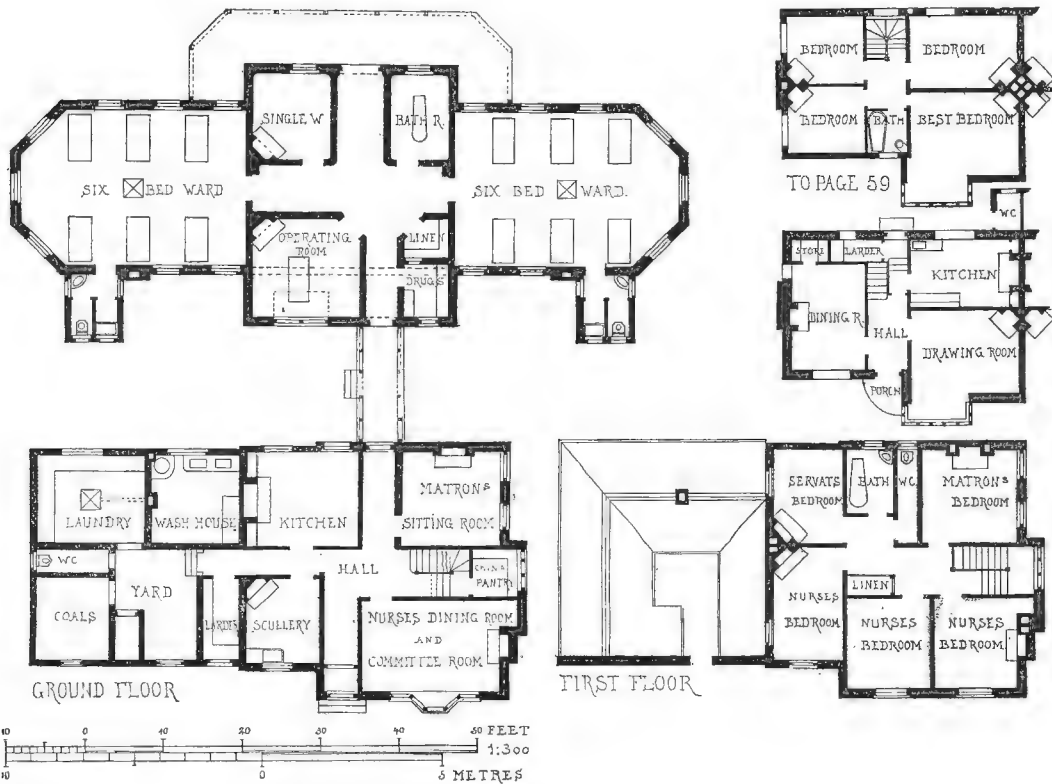 SINGLE W.
BATH R.
SIX BED WARD
SIX BED WARD.
OPERATING
ROOM
LINEN
DRUGS
BEDROOM
BEDROOM
BEDROOM
BATH
BEST BEDROOM
TO PAGE 59
WC
STORE
LARDER
KITCHEN
DINING R.
HALL
DRAWING ROOM
PORCH
LAUNDRY
WASH HOUSE
KITCHEN
MATRONS
SITTING ROOM
WC
YARD
HALL
CHINA
PANTRY
COALS
LARDER
SCULLERY
NURSES DINING ROOM
AND
COMMITTEE ROOM
GROUND FLOOR
SERVATS
BEDROOM
BATH
W.C.
MATRONS
BEDROOM
LINEN
NURSES
BEDROOM
NURSES
BEDROOM
NURSES
BEDROOM
FIRST FLOOR
10 0 10 20 30 40 50 FEET
1:300
10 0 5 METRES